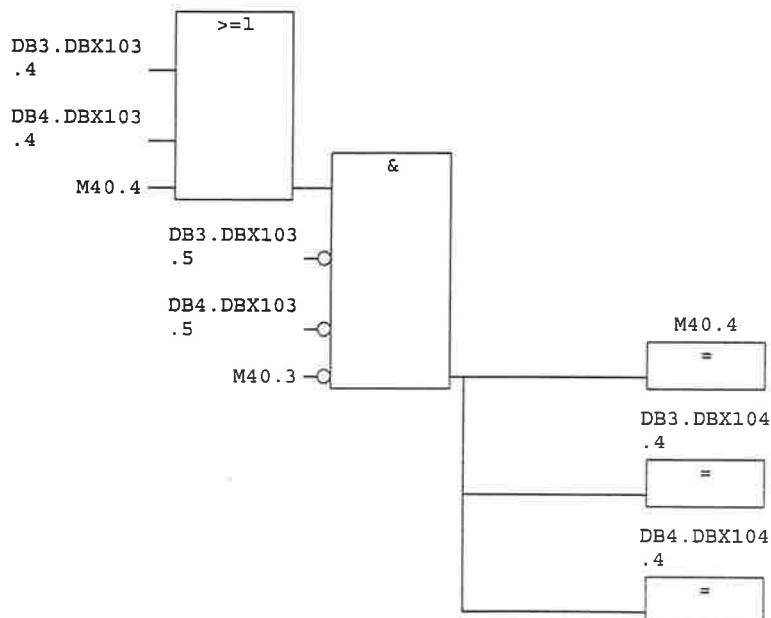 >=1
DB3.DBX103
.4
DB4.DBX103
.4
M40.4
&
DB3.DBX103
.5
DB4.DBX103
.5
M40.3
M40.4
=
DB3.DBX104
.4
=
DB4.DBX104
.4
=